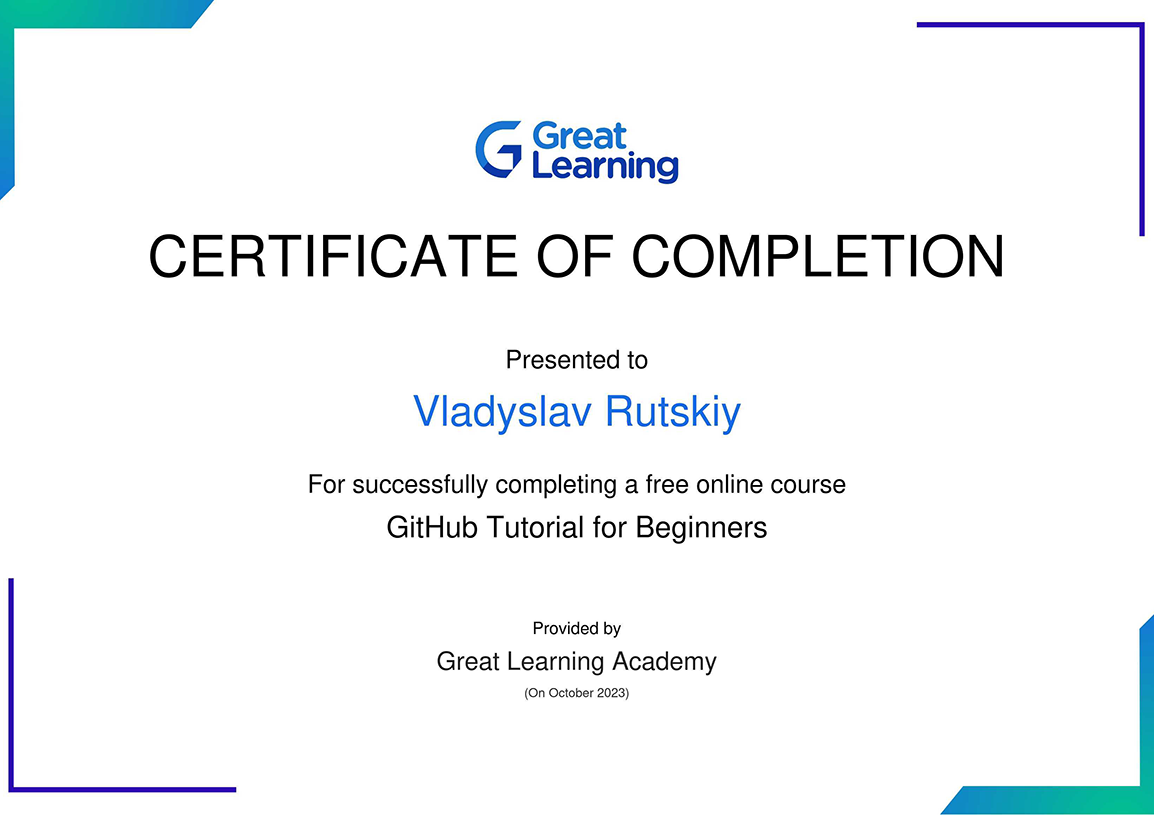 Great
Learning
CERTIFICATE OF COMPLETION
Presented to
Vladyslav Rutskiy
For successfully completing a free online course
GitHub Tutorial for Beginners
Provided by
Great Learning Academy
(On October 2023)